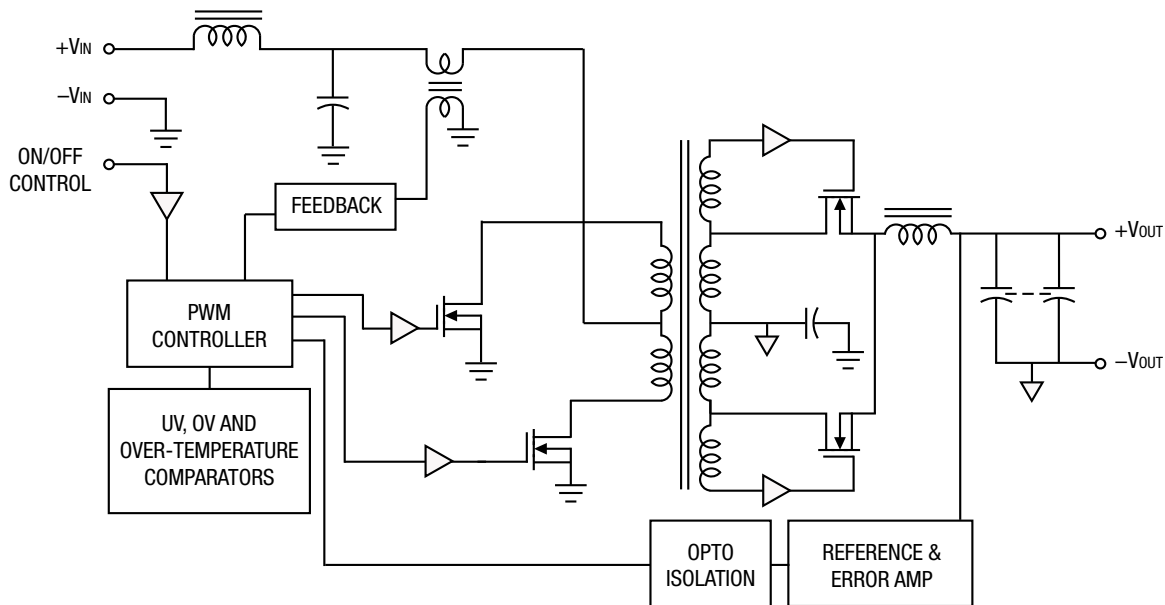 +VIN
−VIN
ON/OFF
CONTROL
FEEDBACK
PWM
CONTROLLER
UV, OV AND
OVER-TEMPERATURE
COMPARATORS
+VOUT
−VOUT
OPTO
ISOLATION
REFERENCE &
ERROR AMP